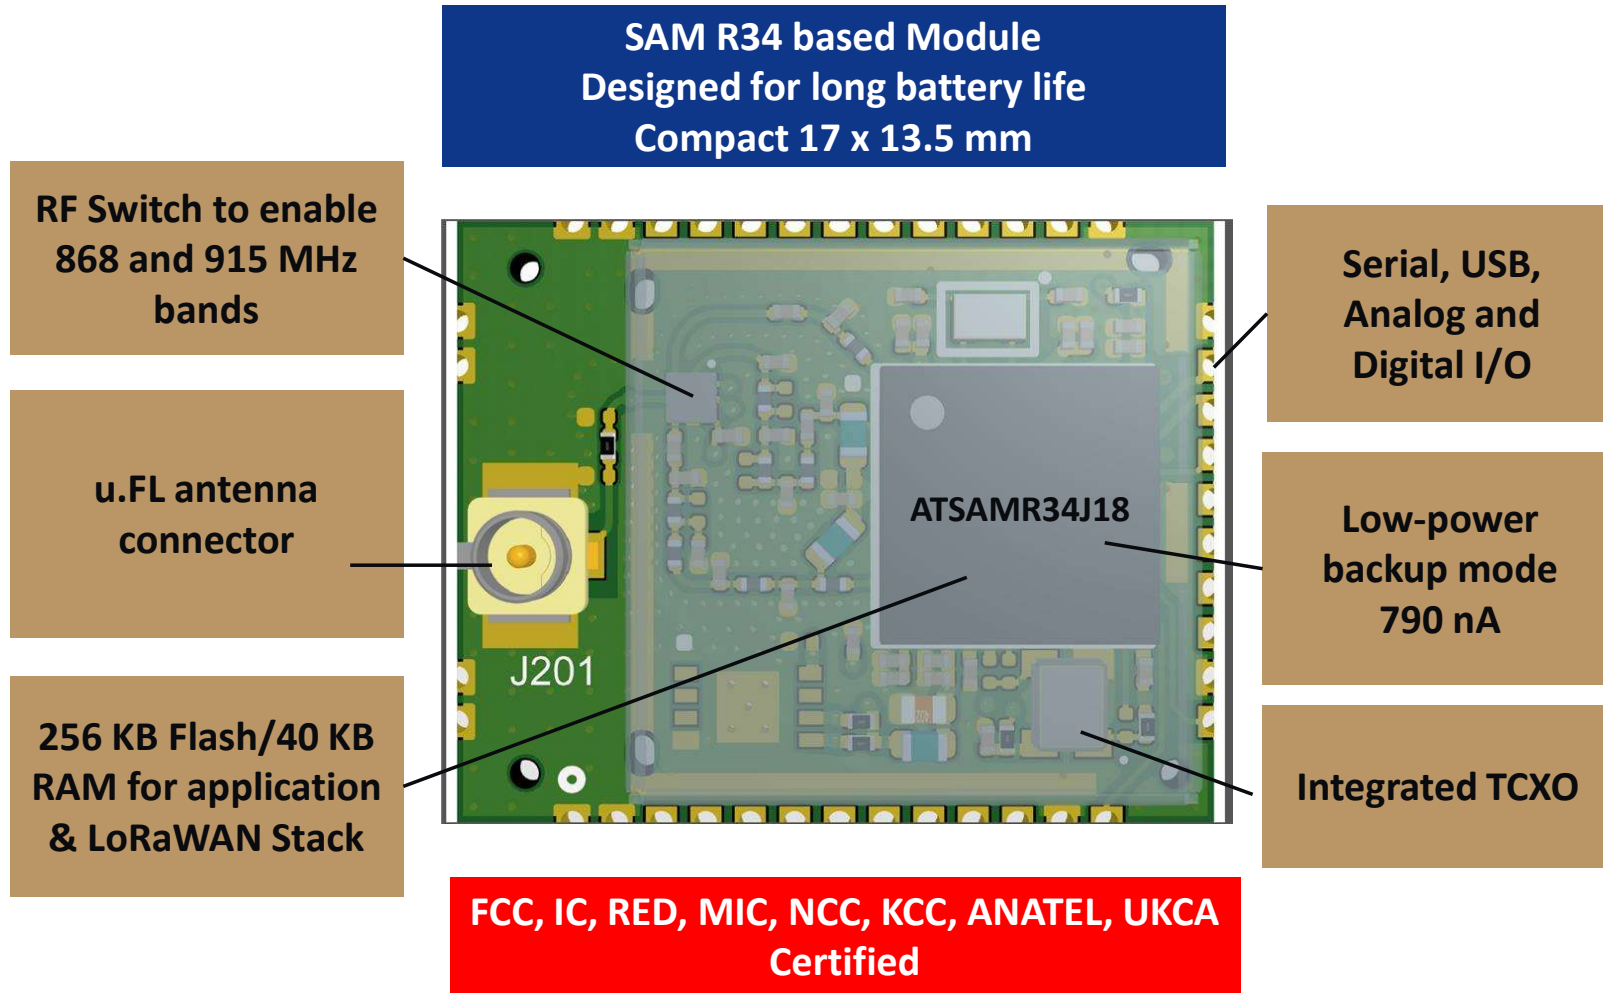 SAM R34 based Module
Designed for long battery life
Compact 17 x 13.5 mm
RF Switch to enable
868 and 915 MHz
bands
u.FL antenna
connector
256 KB Flash/40 KB
RAM for application
& LoRaWAN Stack
Serial, USB,
Analog and
Digital I/O
Low-power
backup mode
790 nA
Integrated TCXO
ATSAMR34J18
J201
402
FCC, IC, RED, MIC, NCC, KCC, ANATEL, UKCA
Certified